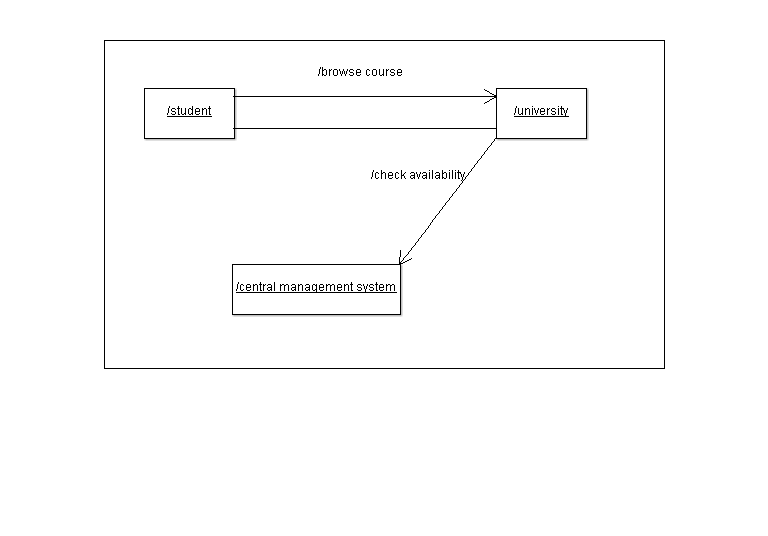 /browse course
/student
/university
/check availability
/central management system